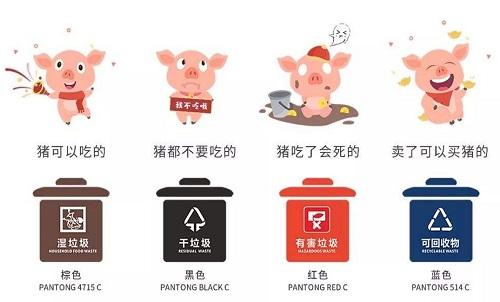 我不吃哦
猪可以吃的
猪都不要吃的
猪吃了会死的
卖了可以买猪的
湿垃圾
HOUSEHOLD FOOD WASTE
干垃圾
RESIDUAL WASTE
有害垃圾
HAZARDOUS WASTE
可回收物
RECYCLABLE WASTE
棕色
PANTONG 4715 C
黑色
PANTONG BLACK C
红色
PANTONG RED C
蓝色
PANTONG 514 C